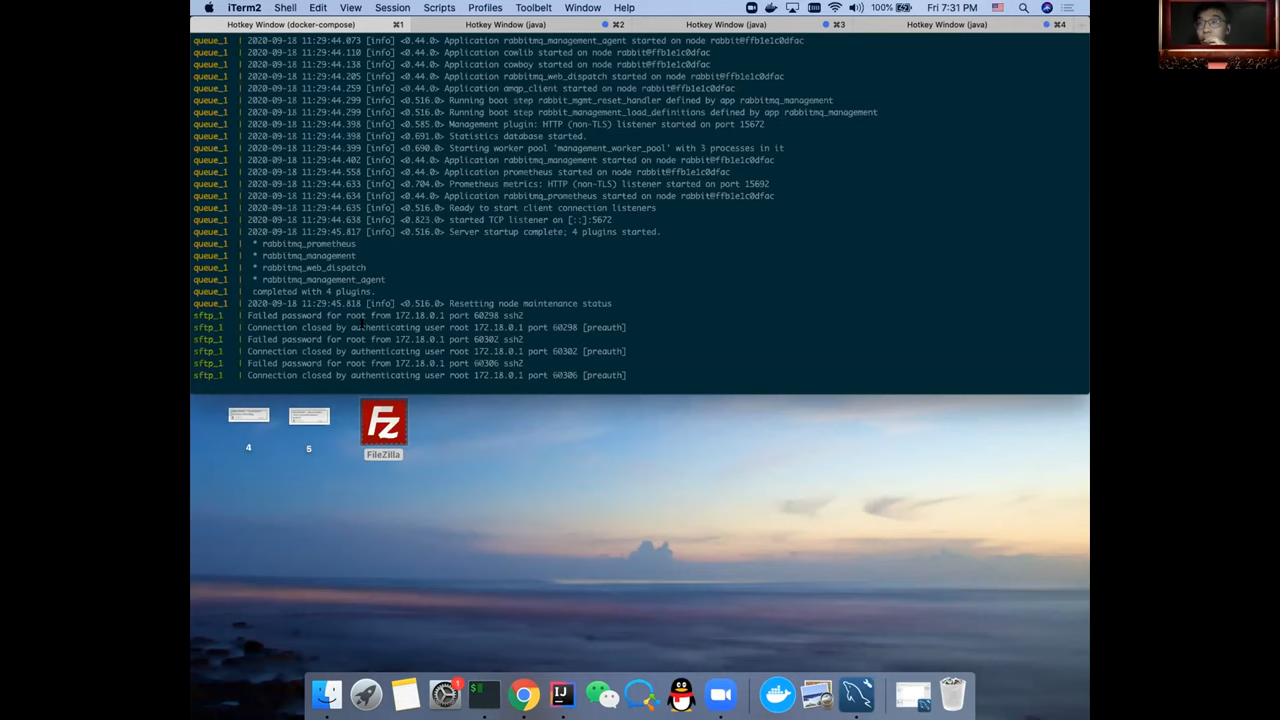 iTerm2 Shell Edit View Session Scripts Profiles Toolbelt Window Help 100% Fri 7:31 PM
Hotkey Window (docker-compose) ⌘1 Hotkey Window (java) ⌘2 Hotkey Window (java) ⌘3 Hotkey Window (java) ⌘4
queue_1 | 2020-09-18 11:29:44.073 [info] <0.44.0> Application rabbitmq_management_agent started on node rabbit@ffb1e1c0dfac
queue_1 | 2020-09-18 11:29:44.110 [info] <0.44.0> Application cowlib started on node rabbit@ffb1e1c0dfac
queue_1 | 2020-09-18 11:29:44.138 [info] <0.44.0> Application cowboy started on node rabbit@ffb1e1c0dfac
queue_1 | 2020-09-18 11:29:44.205 [info] <0.44.0> Application rabbitmq_web_dispatch started on node rabbit@ffb1e1c0dfac
queue_1 | 2020-09-18 11:29:44.259 [info] <0.44.0> Application amqp_client started on node rabbit@ffb1e1c0dfac
queue_1 | 2020-09-18 11:29:44.299 [info] <0.516.0> Running boot step rabbit_mgmt_reset_handler defined by app rabbitmq_management
queue_1 | 2020-09-18 11:29:44.299 [info] <0.516.0> Running boot step rabbit_management_load_definitions defined by app rabbitmq_management
queue_1 | 2020-09-18 11:29:44.398 [info] <0.585.0> Management plugin: HTTP (non-TLS) listener started on port 15672
queue_1 | 2020-09-18 11:29:44.398 [info] <0.691.0> Statistics database started.
queue_1 | 2020-09-18 11:29:44.399 [info] <0.690.0> Starting worker pool 'management_worker_pool' with 3 processes in it
queue_1 | 2020-09-18 11:29:44.402 [info] <0.44.0> Application rabbitmq_management started on node rabbit@ffb1e1c0dfac
queue_1 | 2020-09-18 11:29:44.558 [info] <0.44.0> Application prometheus started on node rabbit@ffb1e1c0dfac
queue_1 | 2020-09-18 11:29:44.633 [info] <0.704.0> Prometheus metrics: HTTP (non-TLS) listener started on port 15692
queue_1 | 2020-09-18 11:29:44.634 [info] <0.44.0> Application rabbitmq_prometheus started on node rabbit@ffb1e1c0dfac
queue_1 | 2020-09-18 11:29:44.635 [info] <0.516.0> Ready to start client connection listeners
queue_1 | 2020-09-18 11:29:44.638 [info] <0.823.0> started TCP listener on [::]:5672
queue_1 | 2020-09-18 11:29:45.817 [info] <0.516.0> Server startup complete; 4 plugins started.
queue_1 | * rabbitmq_prometheus
queue_1 | * rabbitmq_management
queue_1 | * rabbitmq_web_dispatch
queue_1 | * rabbitmq_management_agent
queue_1 | completed with 4 plugins.
queue_1 | 2020-09-18 11:29:45.818 [info] <0.516.0> Resetting node maintenance status
sftp_1 | Failed password for root from 172.18.0.1 port 60298 ssh2
sftp_1 | Connection closed by authenticating user root 172.18.0.1 port 60298 [preauth]
sftp_1 | Failed password for root from 172.18.0.1 port 60302 ssh2
sftp_1 | Connection closed by authenticating user root 172.18.0.1 port 60302 [preauth]
sftp_1 | Failed password for root from 172.18.0.1 port 60306 ssh2
sftp_1 | Connection closed by authenticating user root 172.18.0.1 port 60306 [preauth]
Fz
4 5 FileZilla
1
$
IJ